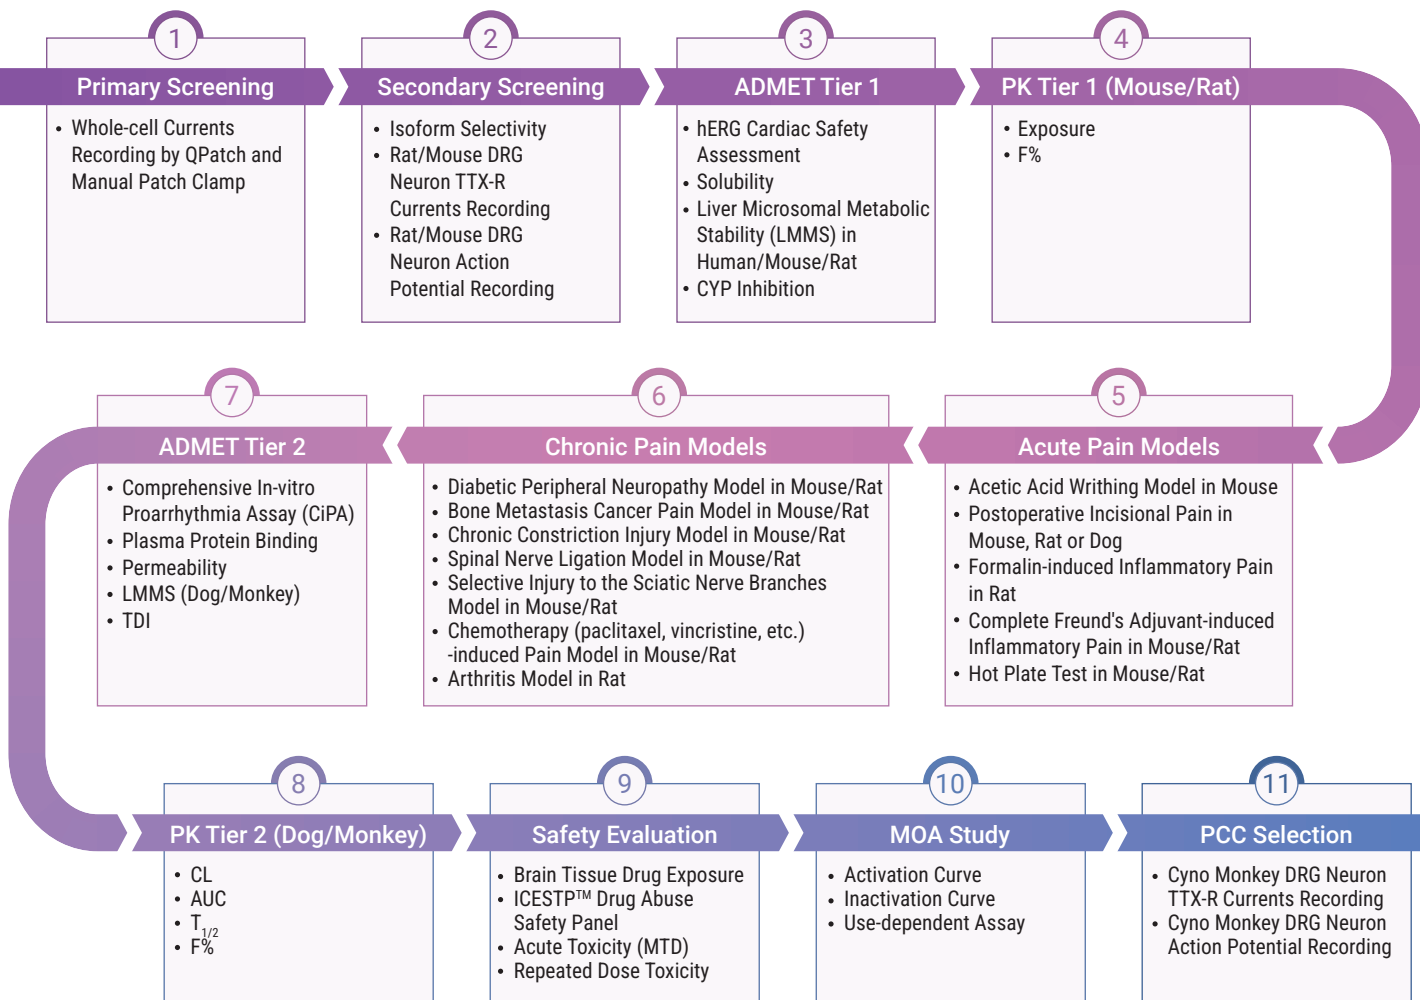 1
Primary Screening
• Whole-cell Currents
Recording by QPatch and
Manual Patch Clamp
2
Secondary Screening
• Isoform Selectivity
• Rat/Mouse DRG
Neuron TTX-R
Currents Recording
• Rat/Mouse DRG
Neuron Action
Potential Recording
3
ADMET Tier 1
• hERG Cardiac Safety
Assessment
• Solubility
• Liver Microsomal Metabolic
Stability (LMMS) in
Human/Mouse/Rat
• CYP Inhibition
4
PK Tier 1 (Mouse/Rat)
• Exposure
• F%
5
Acute Pain Models
• Acetic Acid Writhing Model in Mouse
• Postoperative Incisional Pain in
Mouse, Rat or Dog
• Formalin-induced Inflammatory Pain
in Rat
• Complete Freund's Adjuvant-induced
Inflammatory Pain in Mouse/Rat
• Hot Plate Test in Mouse/Rat
6
Chronic Pain Models
• Diabetic Peripheral Neuropathy Model in Mouse/Rat
• Bone Metastasis Cancer Pain Model in Mouse/Rat
• Chronic Constriction Injury Model in Mouse/Rat
• Spinal Nerve Ligation Model in Mouse/Rat
• Selective Injury to the Sciatic Nerve Branches
Model in Mouse/Rat
• Chemotherapy (paclitaxel, vincristine, etc.)
-induced Pain Model in Mouse/Rat
• Arthritis Model in Rat
7
ADMET Tier 2
• Comprehensive In-vitro
Proarrhythmia Assay (CiPA)
• Plasma Protein Binding
• Permeability
• LMMS (Dog/Monkey)
• TDI
8
PK Tier 2 (Dog/Monkey)
• CL
• AUC
• T1/2
• F%
9
Safety Evaluation
• Brain Tissue Drug Exposure
• ICESTP™ Drug Abuse
Safety Panel
• Acute Toxicity (MTD)
• Repeated Dose Toxicity
10
MOA Study
• Activation Curve
• Inactivation Curve
• Use-dependent Assay
11
PCC Selection
• Cyno Monkey DRG Neuron
TTX-R Currents Recording
• Cyno Monkey DRG Neuron
Action Potential Recording